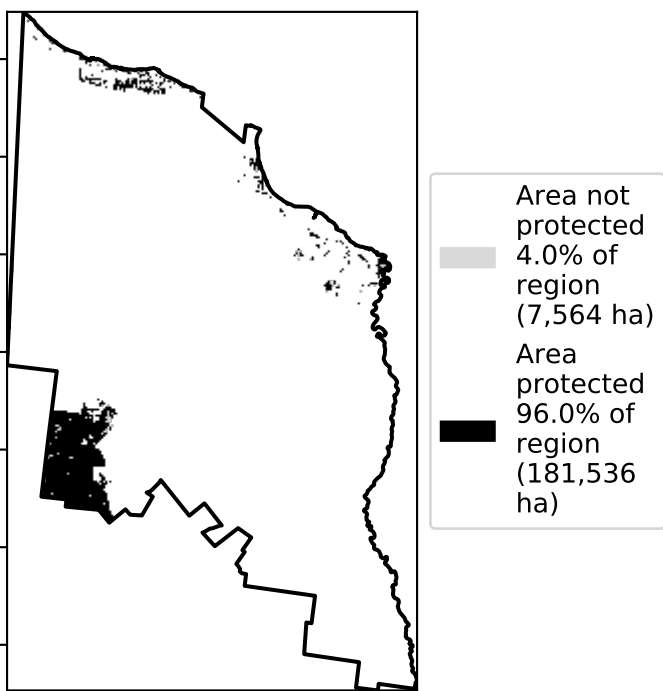 Area not
protected
4.0% of
region
(7,564 ha)
Area
protected
96.0% of
region
(181,536
ha)